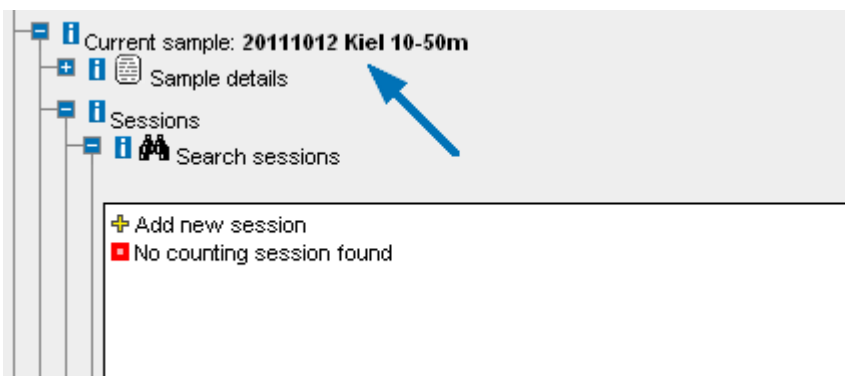 Current sample: 20111012 Kiel 10-50m
Sample details
Sessions
Search sessions
Add new session
No counting session found